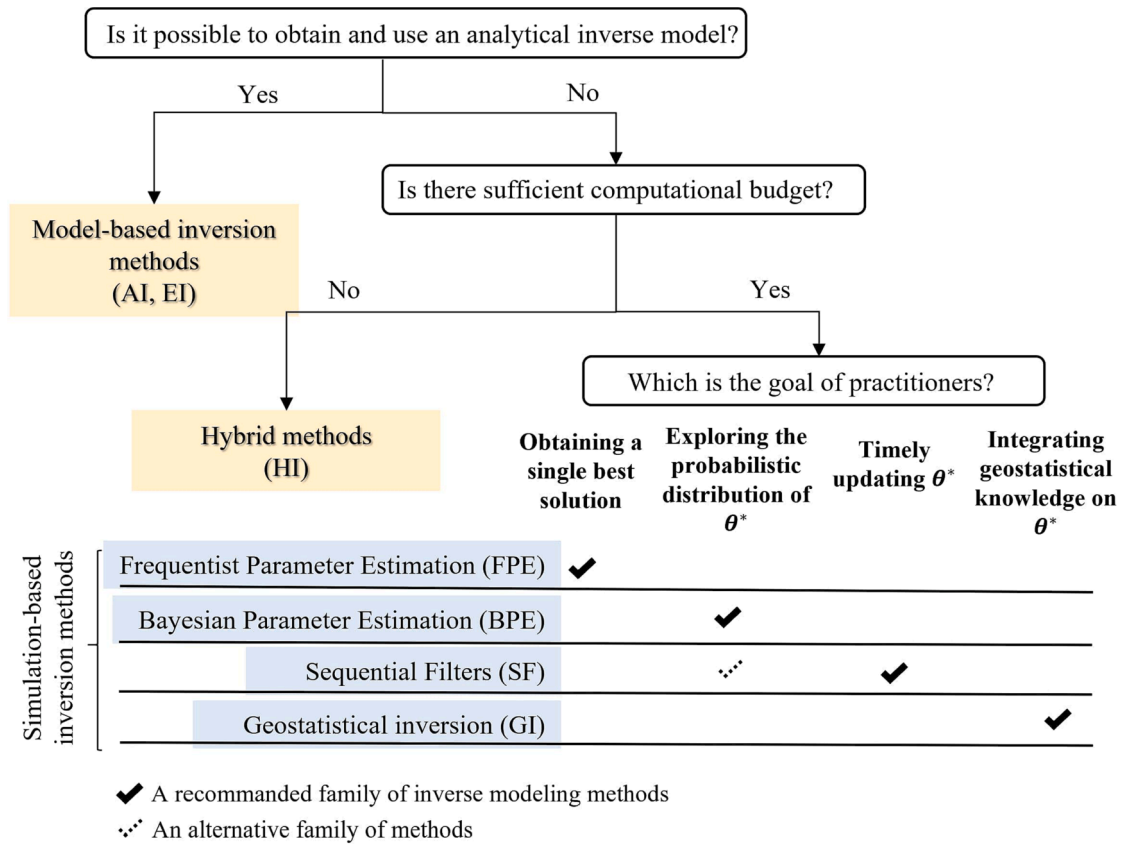 Is it possible to obtain and use an analytical inverse model?
Yes
No
Is there sufficient computational budget?
Model-based inversion
methods
(AI, EI)
No
Yes
Which is the goal of practitioners?
Hybrid methods
(HI)
Obtaining a
single best
solution
Exploring the
probabilistic
distribution of
θ*
Timely
updating θ*
Integrating
geostatistical
knowledge on
θ*
Simulation-based
inversion methods
Frequentist Parameter Estimation (FPE)
Bayesian Parameter Estimation (BPE)
Sequential Filters (SF)
Geostatistical inversion (GI)
A recommanded family of inverse modeling methods
An alternative family of methods